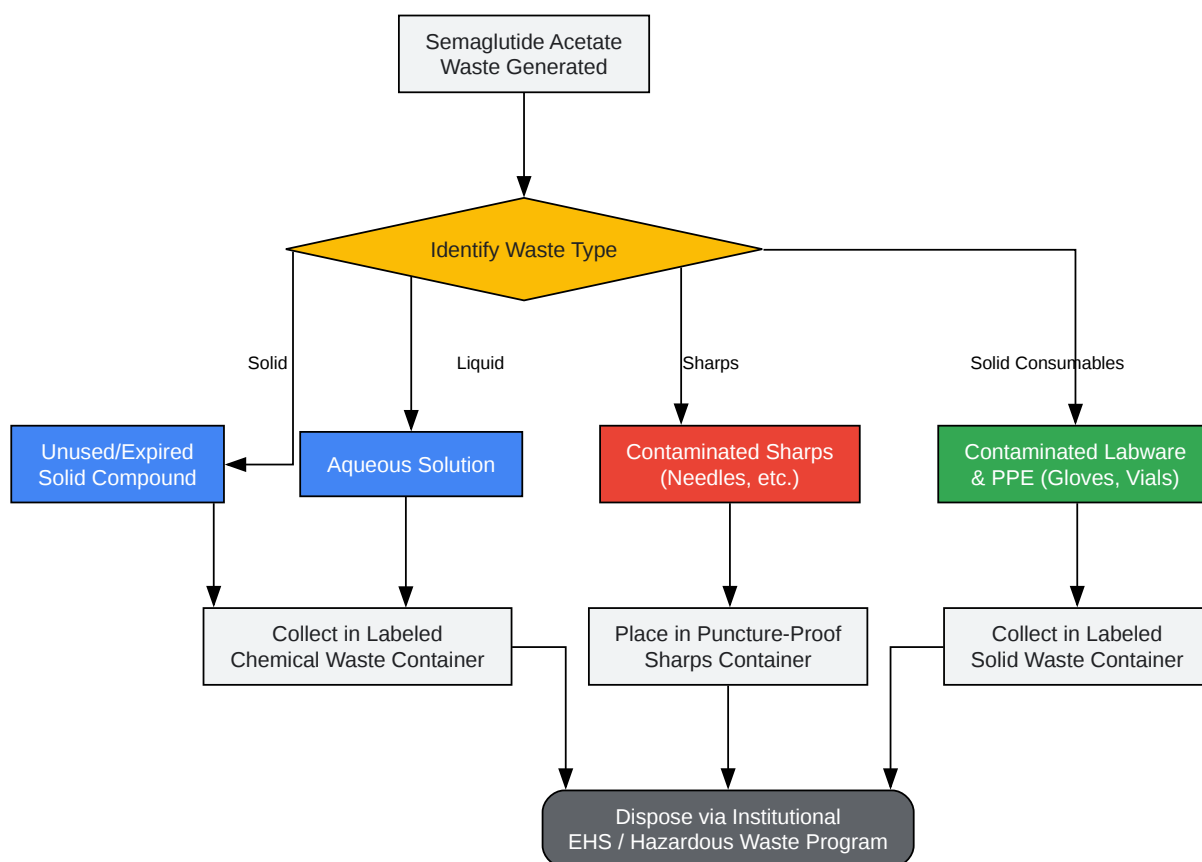 Semaglutide Acetate
Waste Generated
Identify Waste Type
Solid
Liquid
Sharps
Solid Consumables
Unused/Expired
Solid Compound
Aqueous Solution
Contaminated Sharps
(Needles, etc.)
Contaminated Labware
& PPE (Gloves, Vials)
Collect in Labeled
Chemical Waste Container
Place in Puncture-Proof
Sharps Container
Collect in Labeled
Solid Waste Container
Dispose via Institutional
EHS / Hazardous Waste Program